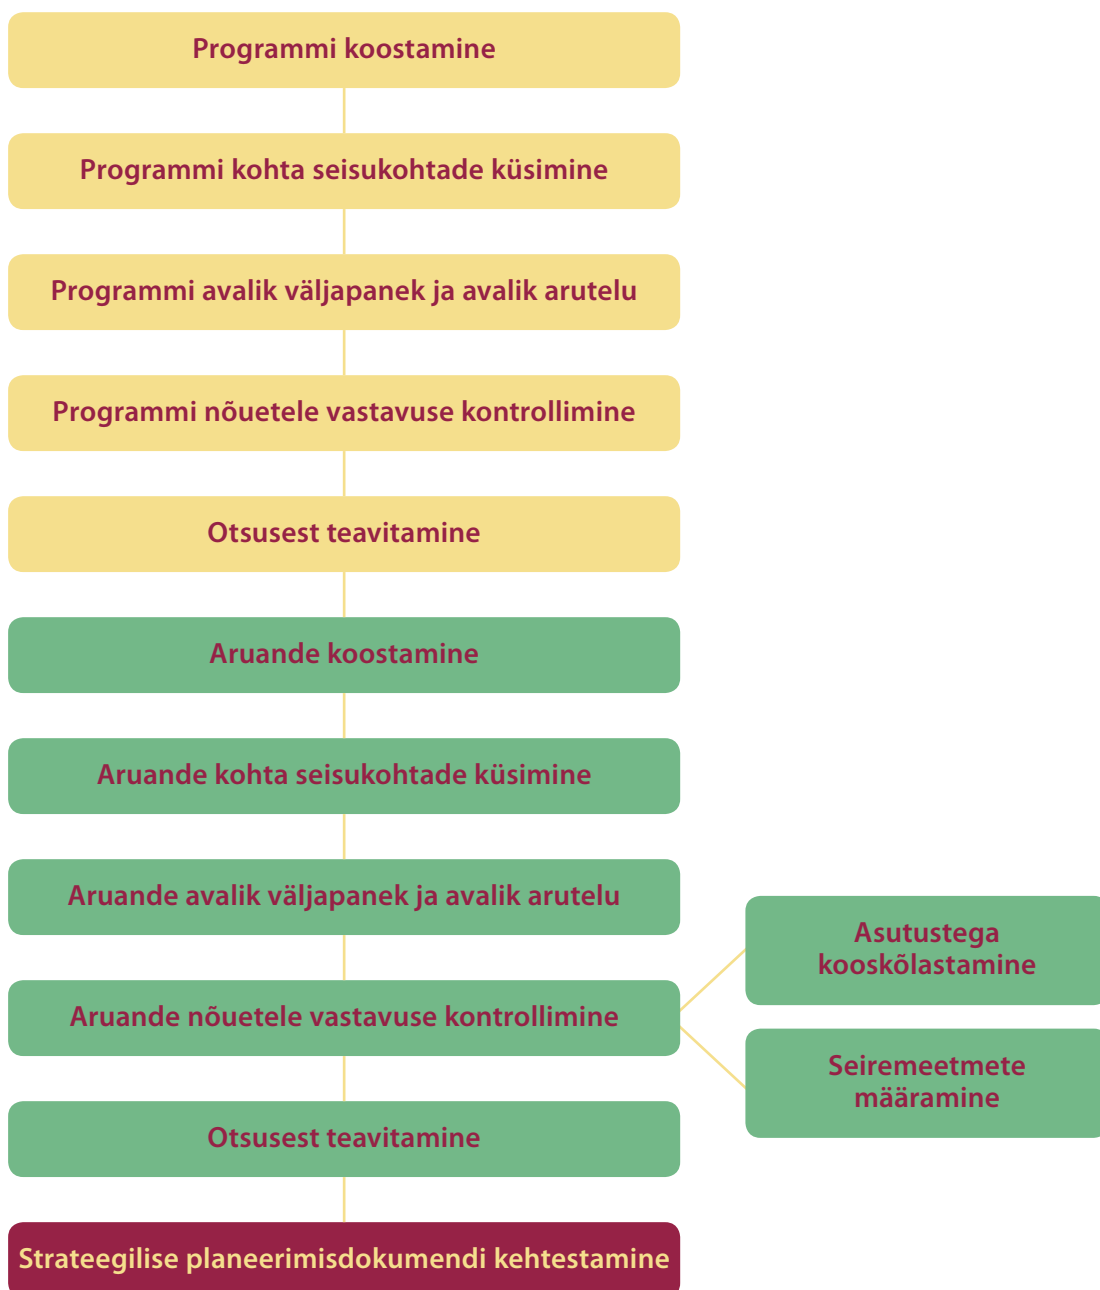 Programmi koostamine
Programmi kohta seisukohtade küsimine
Programmi avalik väljapanek ja avalik arutelu
Programmi nõuetele vastavuse kontrollimine
Otsusest teavitamine
Aruande koostamine
Aruande kohta seisukohtade küsimine
Aruande avalik väljapanek ja avalik arutelu
Aruande nõuetele vastavuse kontrollimine
Asutustega
kooskõlastamine
Seiremeetmete
määramine
Otsusest teavitamine
Strateegilise planeerimisdokumendi kehtestamine